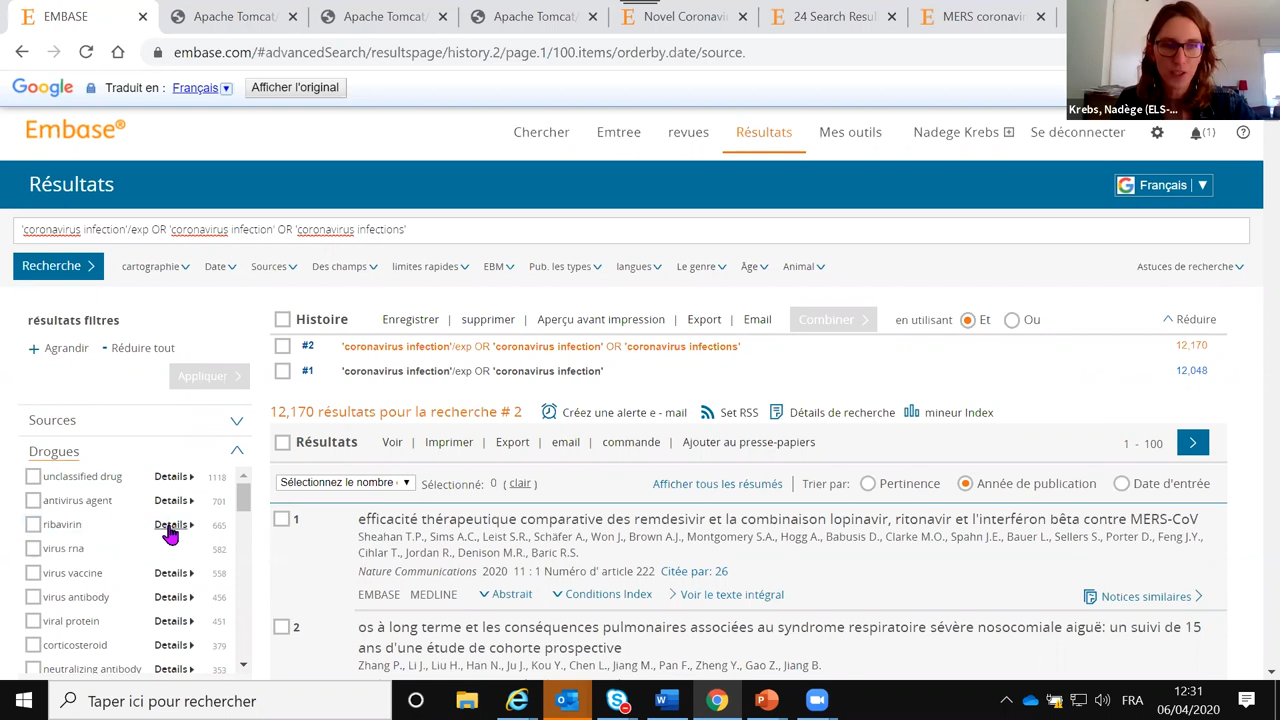 EMBASE
Apache Tomcat/
Apache Tomcat/
Apache Tomcat/
Novel Coronavi
24 Search Resu
MERS coronavir
embase.com/#advancedSearch/resultspage/history.2/page.1/100.items/orderby.date/source.
Google Traduit en : Français Afficher l'original
Krebs, Nadège (ELS-...
Embase®
Chercher Emtree revues Résultats Mes outils Nadege Krebs Se déconnecter (1)
Résultats
Français
'coronavirus infection'/exp OR 'coronavirus infection' OR 'coronavirus infections'
Recherche cartographie Date Sources Des champs limites rapides EBM Pub. les types langues Le genre Âge Animal Astuces de recherche
résultats filtres
+ Agrandir - Réduire tout
Appliquer
Histoire Enregistrer | supprimer | Aperçu avant impression | Export | Email Combiner en utilisant Et Ou Réduire
#2 'coronavirus infection'/exp OR 'coronavirus infection' OR 'coronavirus infections' 12,170
#1 'coronavirus infection'/exp OR 'coronavirus infection' 12,048
12,170 résultats pour la recherche # 2 Créez une alerte e - mail Set RSS Détails de recherche mineur Index
Sources
Drogues
unclassified drug Details 1118
antivirus agent Details 701
ribavirin Details 665
virus rna Details 582
virus vaccine Details 558
virus antibody Details 456
viral protein Details 451
corticosteroid Details 379
neutralizing antibody Details 353
Résultats Voir | Imprimer | Export | email | commande | Ajouter au presse-papiers 1 - 100
Sélectionnez le nombre Sélectionné: 0 ( clair ) Afficher tous les résumés Trier par: Pertinence Année de publication Date d'entrée
1 efficacité thérapeutique comparative des remdesivir et la combinaison lopinavir, ritonavir et l'interféron bêta contre MERS-CoV
Sheahan T.P., Sims A.C., Leist S.R., Schäfer A., Won J., Brown A.J., Montgomery S.A., Hogg A., Babusis D., Clarke M.O., Spahn J.E., Bauer L., Sellers S., Porter D., Feng J.Y.,
Cihlar T., Jordan R., Denison M.R., Baric R.S.
Nature Communications 2020 11 : 1 Numéro d' article 222 Citée par: 26
EMBASE MEDLINE Abstrait Conditions Index Voir le texte intégral Notices similaires
2 os à long terme et les conséquences pulmonaires associées au syndrome respiratoire sévère nosocomiale aiguë: un suivi de 15
ans d'une étude de cohorte prospective
Zhang P., Li J., Liu H., Han N., Ju J., Kou Y., Chen L., Jiang M., Pan F., Zheng Y., Gao Z., Jiang B.
Taper ici pour rechercher
FRA
12:31
06/04/2020